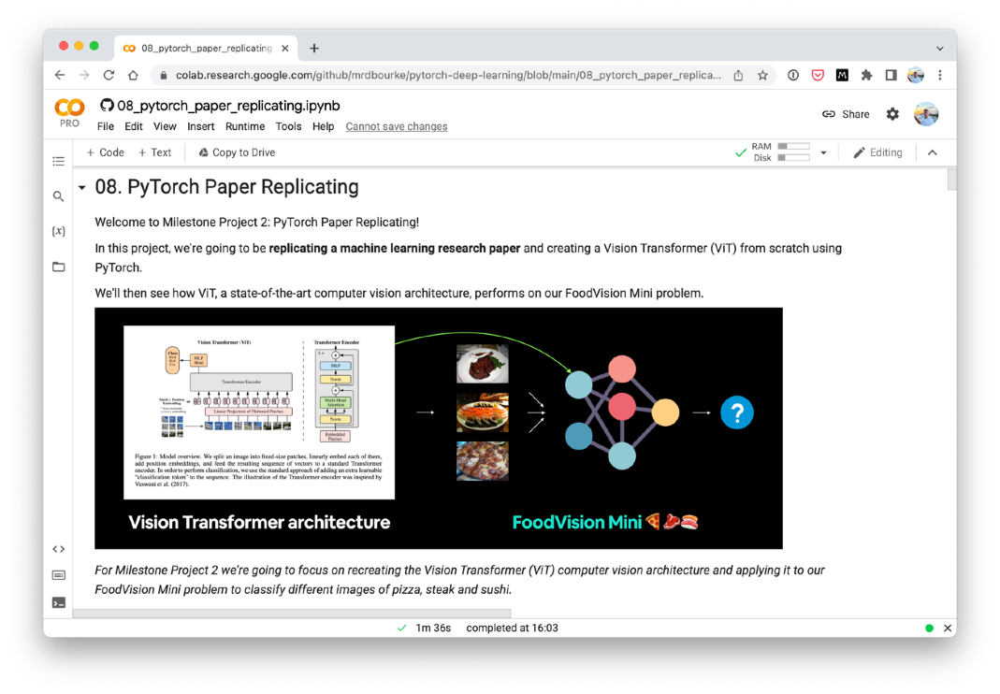 08_pytorch_paper_replicating.
colab.research.google.com/github/mrdbourke/pytorch-deep-learning/blob/main/08_pytorch_paper_replica...
PRO
08_pytorch_paper_replicating.ipynb
File Edit View Insert Runtime Tools Help Cannot save changes
Share
+ Code + Text Copy to Drive
RAM
Disk
Editing
08. PyTorch Paper Replicating
Welcome to Milestone Project 2: PyTorch Paper Replicating!
In this project, we're going to be replicating a machine learning research paper and creating a Vision Transformer (ViT) from scratch using
PyTorch.
We'll then see how ViT, a state-of-the-art computer vision architecture, performs on our FoodVision Mini problem.
Vision Transformer (ViT)
Class
Bird
Ball
Car
...
MLP
Head
Transformer Encoder
Patch + Position
Embedding
Linear Projection of Flattened Patches
Transformer Encoder
L x
MLP
Norm
Multi-Head
Attention
Norm
Embedded
Patches
Figure 1: Model overview. We split an image into fixed-size patches, linearly embed each of them,
add position embeddings, and feed the resulting sequence of vectors to a standard Transformer
encoder. In order to perform classification, we use the standard approach of adding an extra learnable
“classification token” to the sequence. The illustration of the Transformer encoder was inspired by
Vaswani et al. (2017).
?
Vision Transformer architecture
FoodVision Mini
For Milestone Project 2 we're going to focus on recreating the Vision Transformer (ViT) computer vision architecture and applying it to our
FoodVision Mini problem to classify different images of pizza, steak and sushi.
1m 36s completed at 16:03